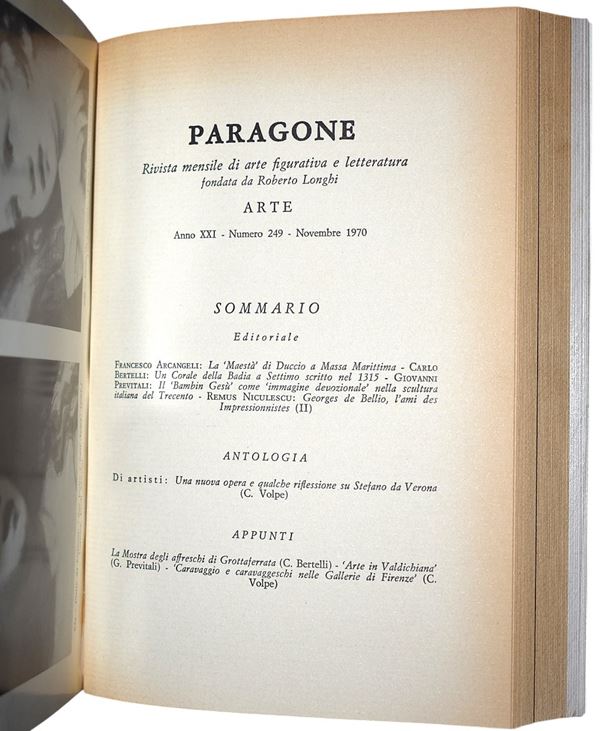 PARAGONE
Rivista mensile di arte figurativa e letteratura
fondata da Roberto Longhi
ARTE
Anno XXI - Numero 249 - Novembre 1970
SOMMARIO
Editoriale
FRANCESCO ARCANGELI: La 'Maestà' di Duccio a Massa Marittima - CARLO
BERTELLI: Un Corale della Badia a Settimo scritto nel 1315 - GIOVANNI
PREVITALI: Il 'Bambin Gesù' come 'immagine devozionale' nella scultura
italiana del Trecento - REMUS NICULESCU: Georges de Bellio, l'ami des
Impressionnistes (II)
ANTOLOGIA
Di artisti: Una nuova opera e qualche riflessione su Stefano da Verona
(C. Volpe)
APPUNTI
La Mostra degli affreschi di Grottaferrata (C. Bertelli) - 'Arte in Valdichiana'
(G. Previtali) - 'Caravaggio e caravaggeschi nelle Gallerie di Firenze' (C.
Volpe)